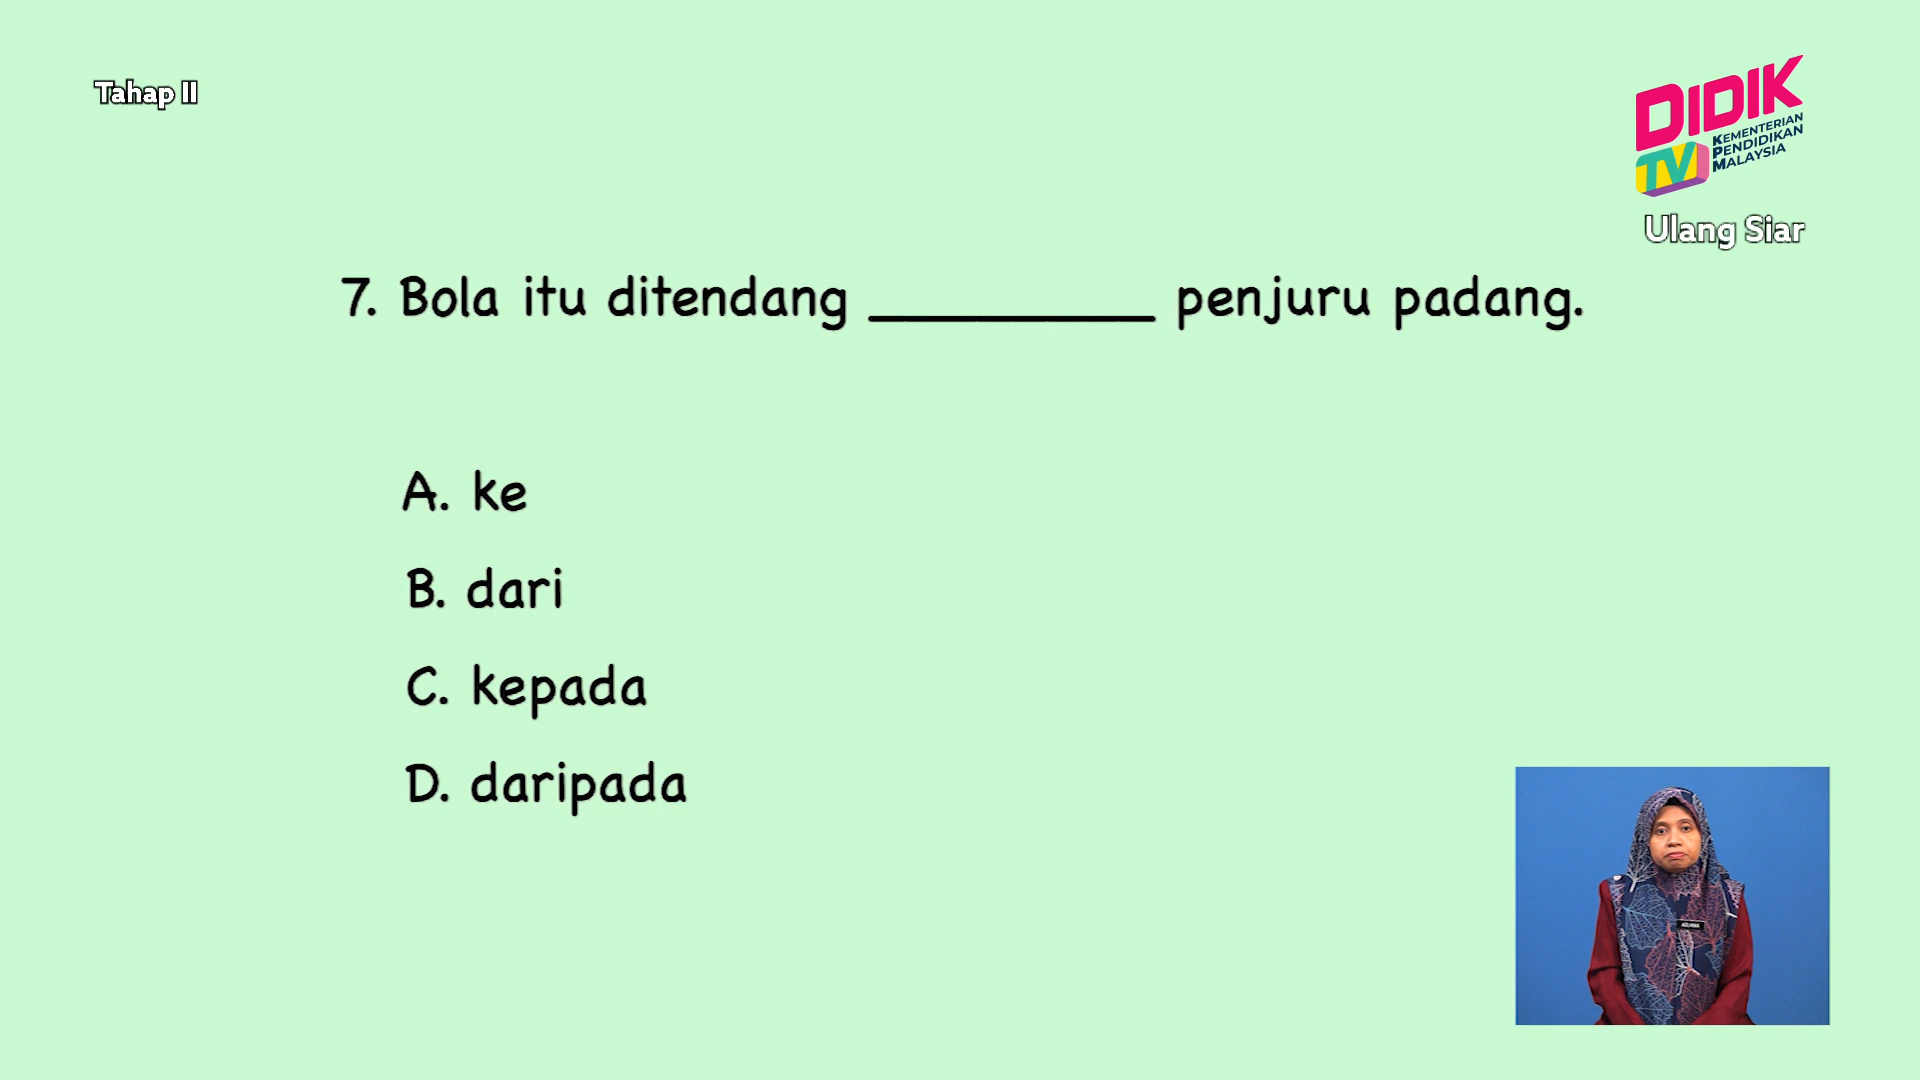 Tahap II
DIDIK
TV
KEMENTERIAN
PENDIDIKAN
MALAYSIA
Ulang Siar
7. Bola itu ditendang __________ penjuru padang.
A. ke
B. dari
C. kepada
D. daripada